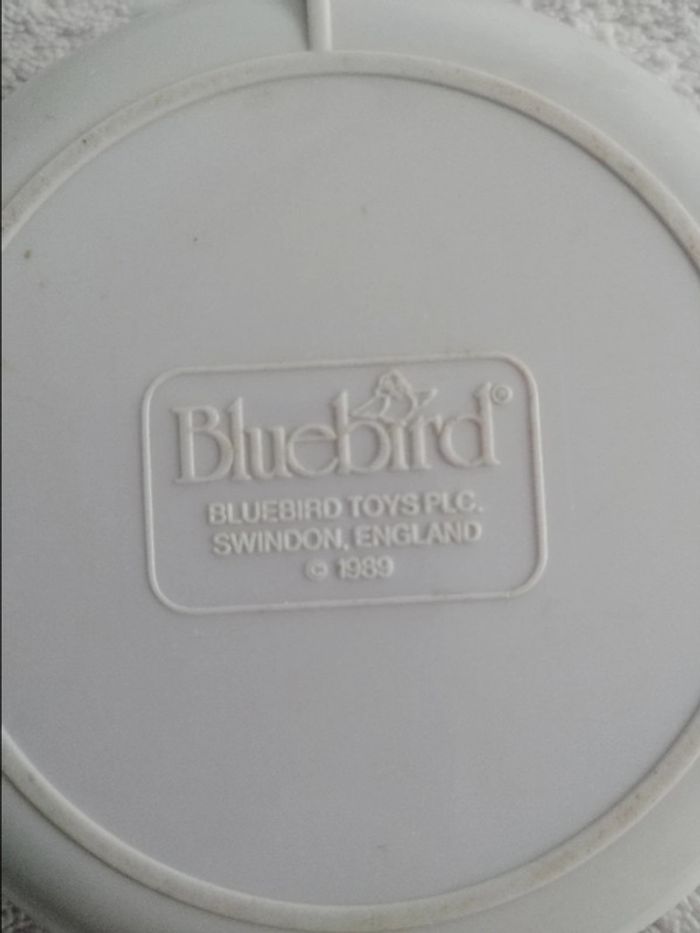 Bluebird©
BLUEBIRD TOYS PLC.
SWINDON, ENGLAND
© 1989